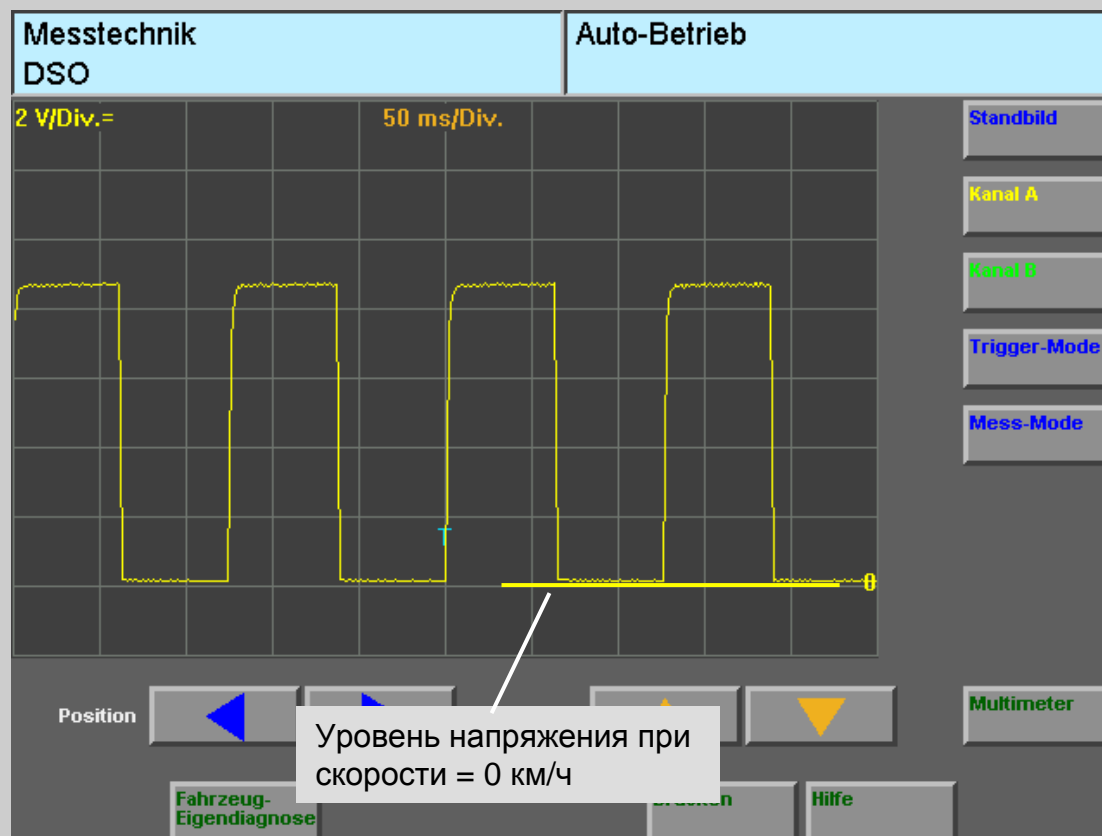 Messtechnik
DSO
Auto-Betrieb
2 V/Div.=
50 ms/Div.
Standbild
Kanal A
Kanal B
Trigger-Mode
Mess-Mode
T
0
Position
Multimeter
Уровень напряжения при
скорости = 0 км/ч
Fahrzeug-
Eigendiagnose
Drucken
Hilfe